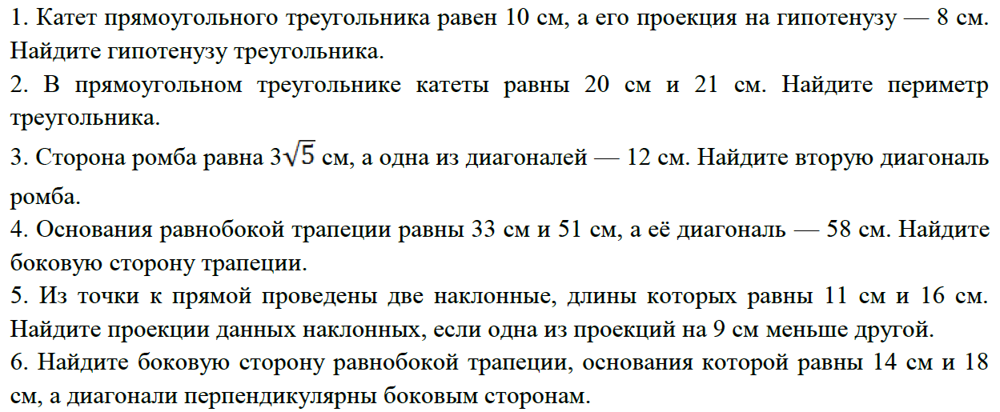 1. Катет прямоугольного треугольника равен 10 см, а его проекция на гипотенузу — 8 см.
Найдите гипотенузу треугольника.
2. В прямоугольном треугольнике катеты равны 20 см и 21 см. Найдите периметр
треугольника.
3. Сторона ромба равна 3√5 см, а одна из диагоналей — 12 см. Найдите вторую диагональ
ромба.
4. Основания равнобокой трапеции равны 33 см и 51 см, а её диагональ — 58 см. Найдите
боковую сторону трапеции.
5. Из точки к прямой проведены две наклонные, длины которых равны 11 см и 16 см.
Найдите проекции данных наклонных, если одна из проекций на 9 см меньше другой.
6. Найдите боковую сторону равнобокой трапеции, основания которой равны 14 см и 18
см, а диагонали перпендикулярны боковым сторонам.